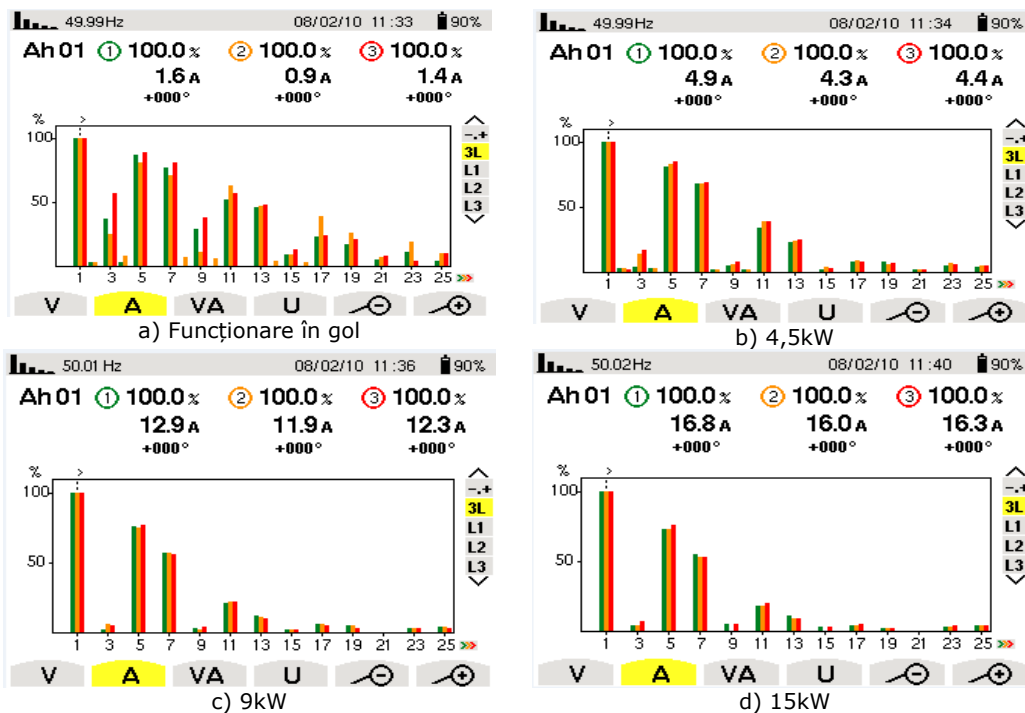 49.99Hz 08/02/10 11:33 90%
Ah 01 1 100.0 % 2 100.0 % 3 100.0 %
1.6 A 0.9 A 1.4 A
+000° +000° +000°
% >
100
50
1 3 5 7 9 11 13 15 17 19 21 23 25 >>>
-.+
3L
L1
L2
L3
V A VA U
a) Funcționare în gol
49.99Hz 08/02/10 11:34 90%
Ah 01 1 100.0 % 2 100.0 % 3 100.0 %
4.9 A 4.3 A 4.4 A
+000° +000° +000°
% >
100
50
1 3 5 7 9 11 13 15 17 19 21 23 25 >>>
-.+
3L
L1
L2
L3
V A VA U
b) 4,5kW
50.01 Hz 08/02/10 11:36 90%
Ah 01 1 100.0 % 2 100.0 % 3 100.0 %
12.9 A 11.9 A 12.3 A
+000° +000° +000°
% >
100
50
1 3 5 7 9 11 13 15 17 19 21 23 25 >>>
-.+
3L
L1
L2
L3
V A VA U
c) 9kW
50.02Hz 08/02/10 11:40 90%
Ah 01 1 100.0 % 2 100.0 % 3 100.0 %
16.8 A 16.0 A 16.3 A
+000° +000° +000°
% >
100
50
1 3 5 7 9 11 13 15 17 19 21 23 25 >>>
-.+
3L
L1
L2
L3
V A VA U
d) 15kW